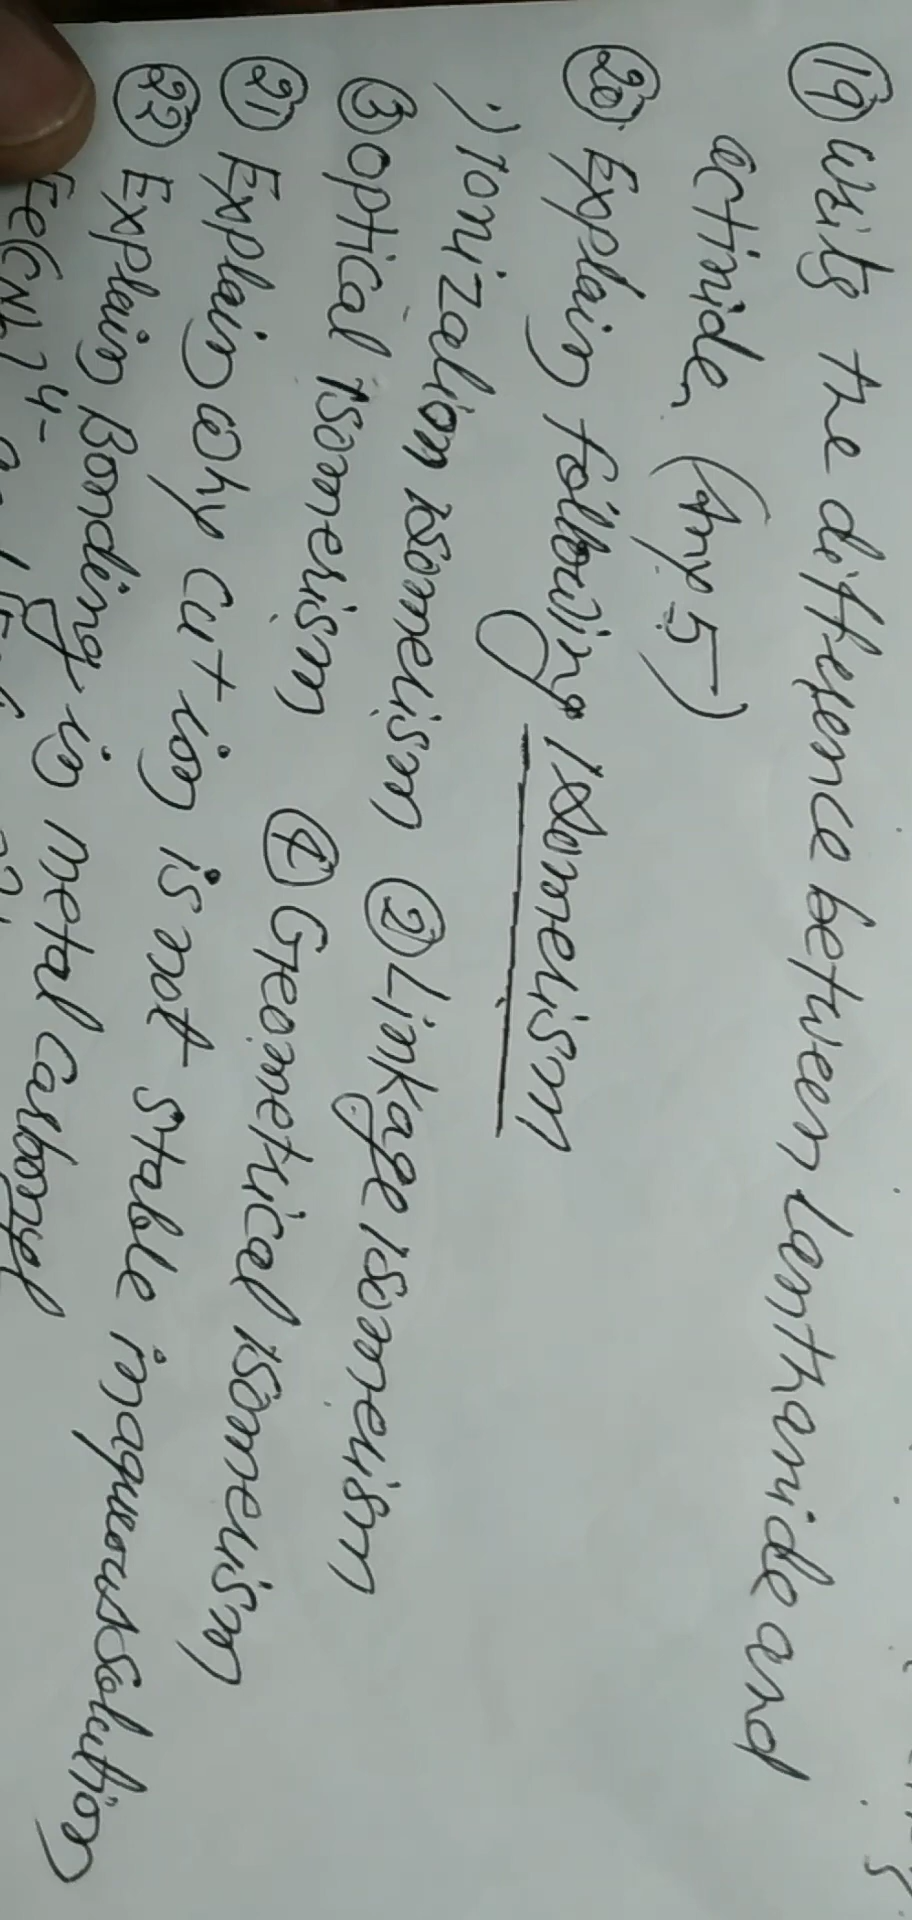 (19) Write the difference between Lanthanide and
actinide (Any-5)
(20) Explain following Isomerism
i) Ionization isomerism (2) Linkage isomerism
(3) optical isomerism (4) Geometrical isomerism
(21) Explain why Cu+ ion is not stable in aqueous solution
(22) Explain Bonding in metal Carbonyl